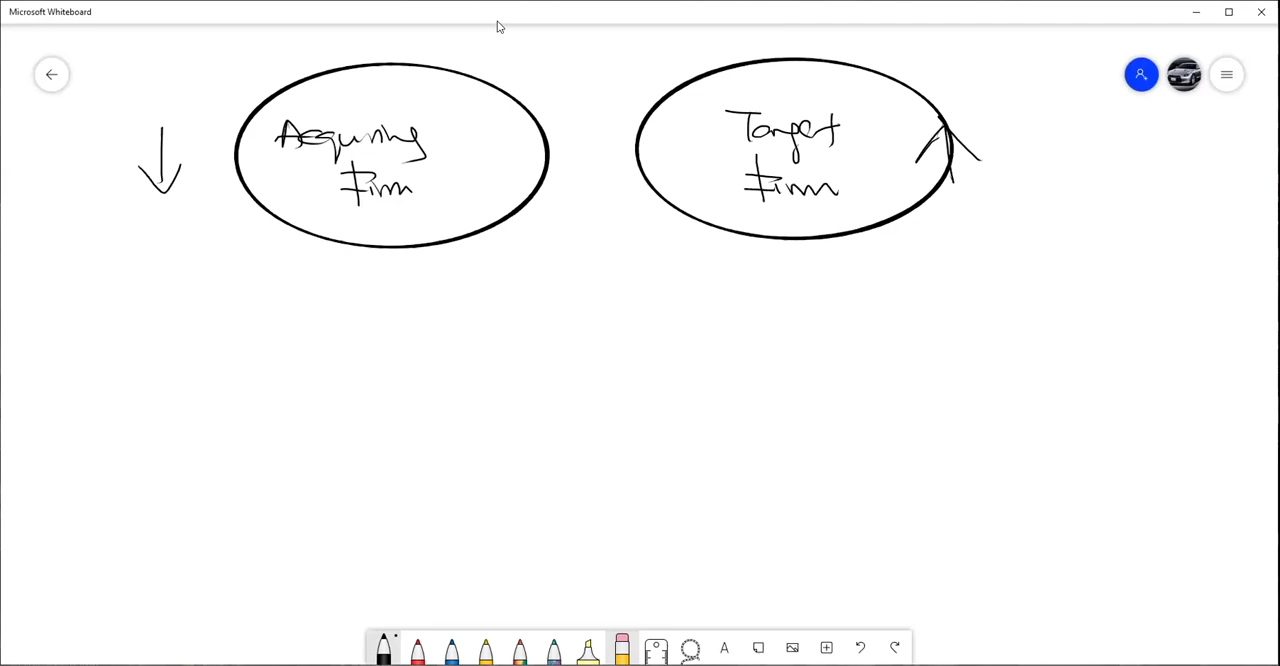 Microsoft Whiteboard
Acquiring
Firm
Target
Firm
A